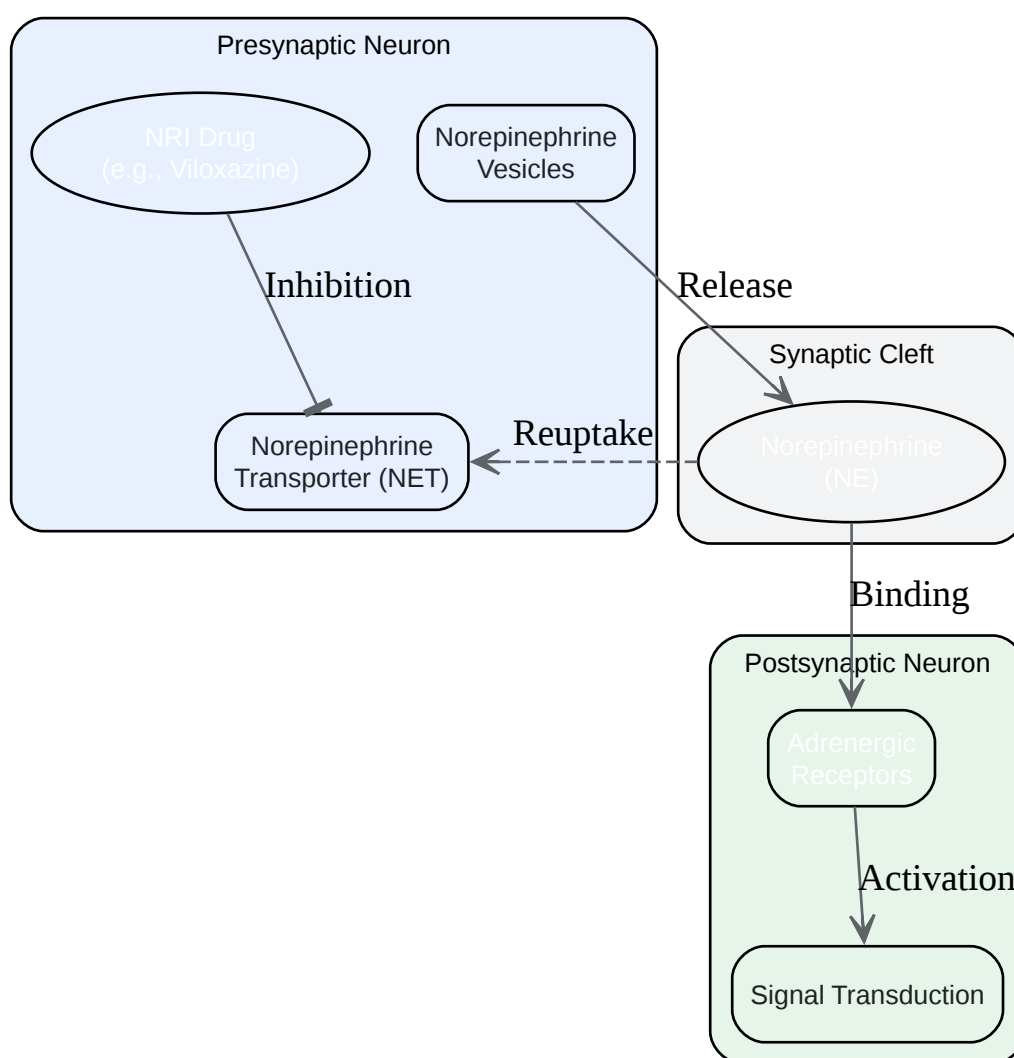 Presynaptic Neuron
NRI Drug
(e.g., Viloxazine)
Norepinephrine
Vesicles
Inhibition
Release
Synaptic Cleft
Norepinephrine
Transporter (NET)
Reuptake
Norepinephrine
(NE)
Binding
Postsynaptic Neuron
Adrenergic
Receptors
Activation
Signal Transduction